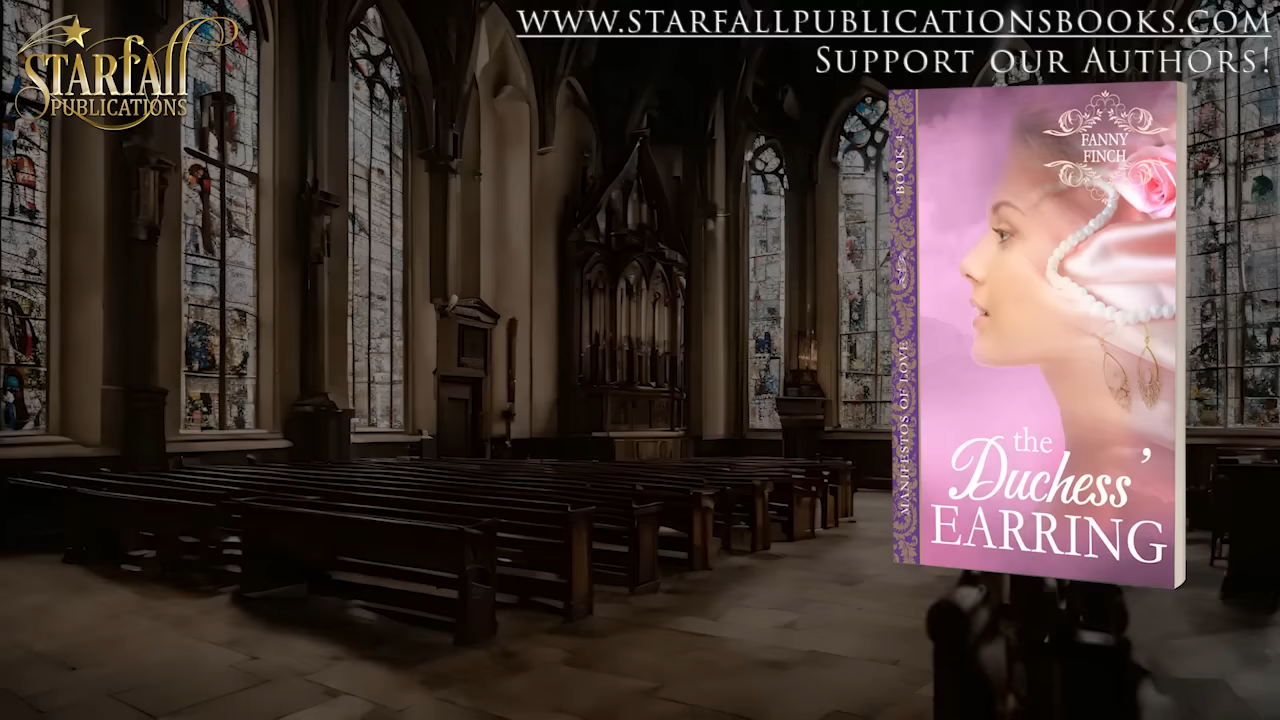 STARfall
PUBLICATIONS
WWW.STARFALLPUBLICATIONSBOOKS.COM
SUPPORT OUR AUTHORS!
FANNY
FINCH
BOOK 4
MANIFESTOS OF LOVE
the
Duchess'
EARRING